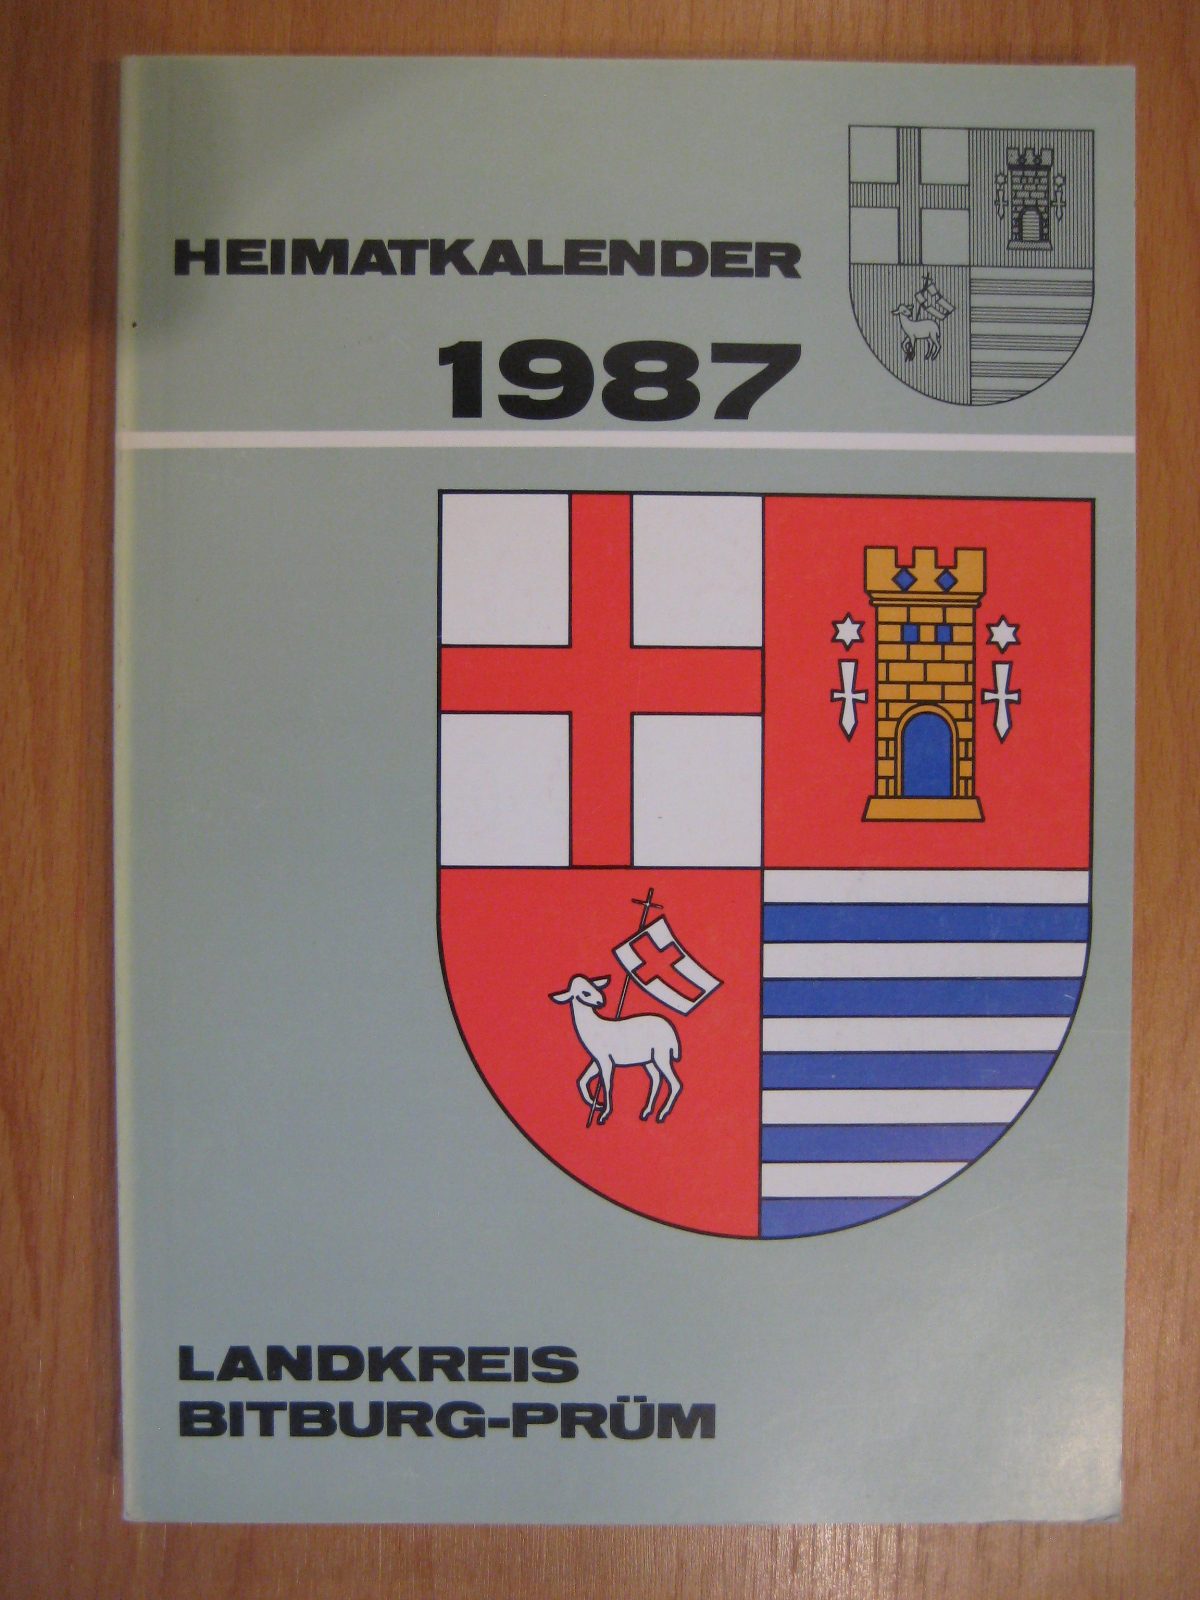 HEIMATKALENDER
1987
LANDKREIS
BITBURG-PRÜM